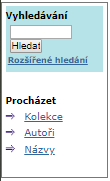 Vyhledávání
Hledat
Rozšířené hledání
Procházet
Kolekce
Autoři
Názvy